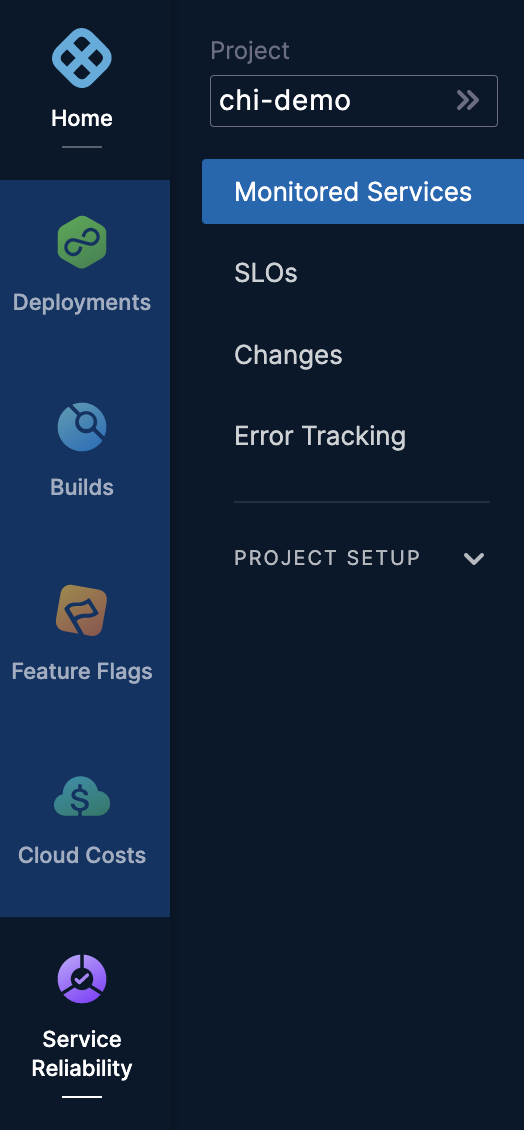 Home
Deployments
Builds
Feature Flags
Cloud Costs
Service
Reliability
Project
chi-demo
Monitored Services
SLOs
Changes
Error Tracking
PROJECT SETUP